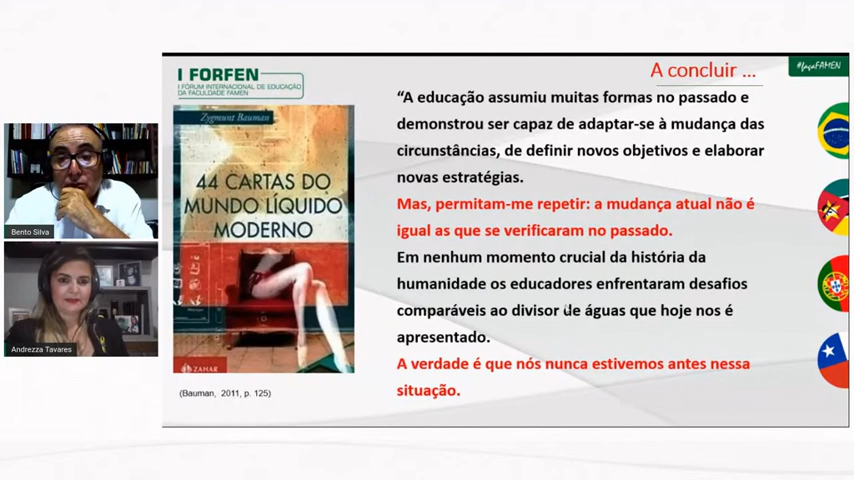 I FORFEN
I FÓRUM INTERNACIONAL DE EDUCAÇÃO
DA FACULDADE FAMEN
A concluir ...
#façaFAMEN
Zygmunt Bauman
44 CARTAS DO
MUNDO LÍQUIDO
MODERNO
ZAHAR
(Bauman, 2011, p. 125)
“A educação assumiu muitas formas no passado e
demonstrou ser capaz de adaptar-se à mudança das
circunstâncias, de definir novos objetivos e elaborar
novas estratégias.
Mas, permitam-me repetir: a mudança atual não é
igual as que se verificaram no passado.
Em nenhum momento crucial da história da
humanidade os educadores enfrentaram desafios
comparáveis ao divisor de águas que hoje nos é
apresentado.
A verdade é que nós nunca estivemos antes nessa
situação.
Bento Silva
Andrezza Tavares